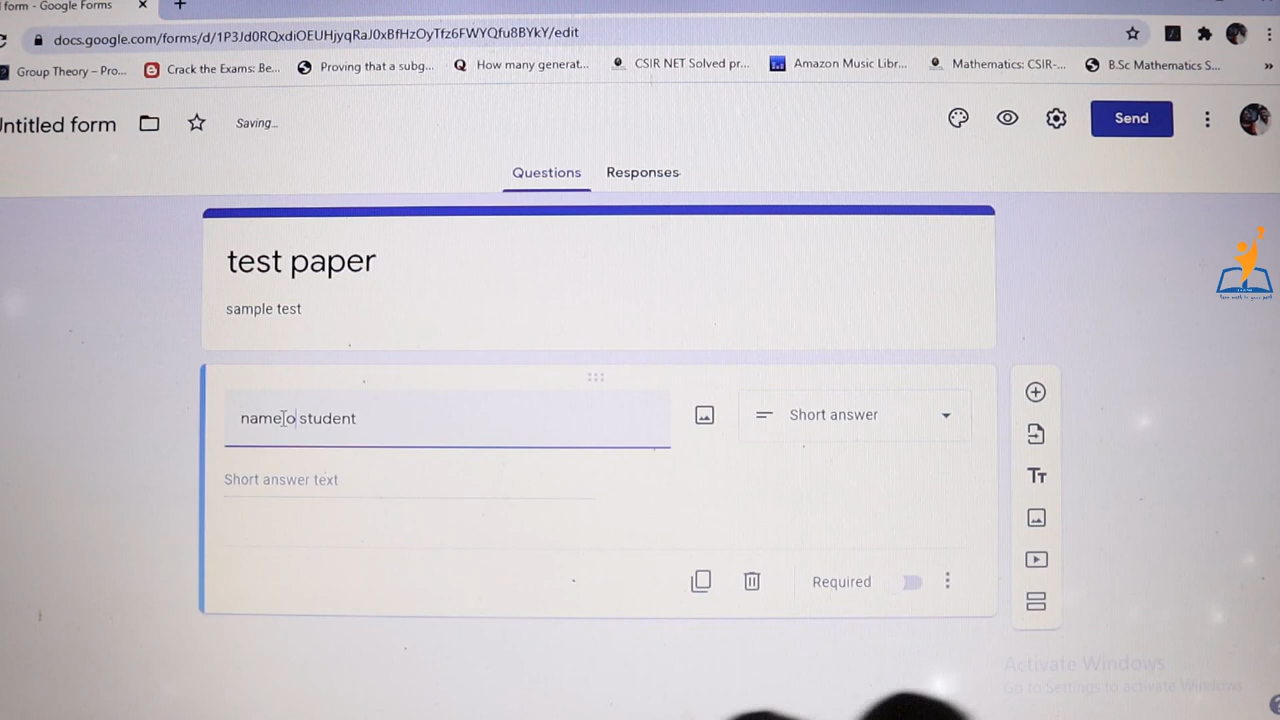 form - Google Forms
docs.google.com/forms/d/1P3Jd0RQxdiOEUHjyqRaJ0xBfHzOyTfz6FWYQfu8BYkY/edit
Group Theory – Pro...
Crack the Exams: Be...
Proving that a subg...
How many generat...
CSIR NET Solved pr...
Amazon Music Libr...
Mathematics: CSIR-...
B.Sc Mathematics S...
Untitled form
Saving...
Send
Questions
Responses
test paper
sample test
name o student
Short answer
Short answer text
Required
Activate Windows
Go to Settings to activate Windows.